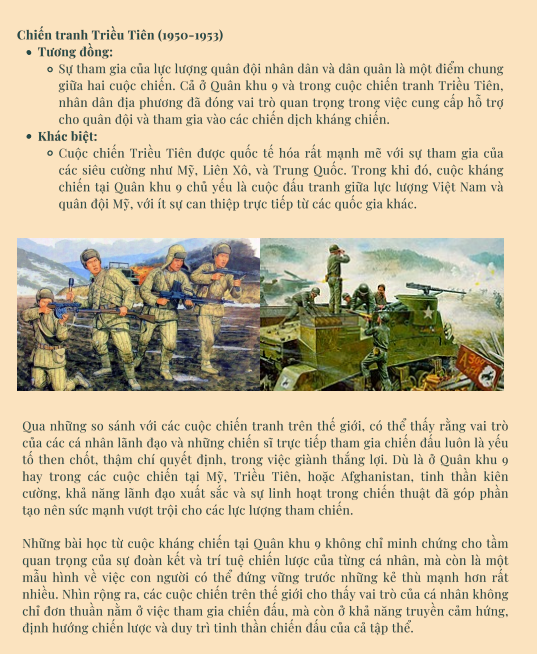 Chiến tranh Triều Tiên (1950-1953)
Tương đồng:
Sự tham gia của lực lượng quân đội nhân dân và dân quân là một điểm chung
giữa hai cuộc chiến. Cả ở Quân khu 9 và trong cuộc chiến tranh Triều Tiên,
nhân dân địa phương đã đóng vai trò quan trọng trong việc cung cấp hỗ trợ
cho quân đội và tham gia vào các chiến dịch kháng chiến.
Khác biệt:
Cuộc chiến Triều Tiên được quốc tế hóa rất mạnh mẽ với sự tham gia của
các siêu cường như Mỹ, Liên Xô, và Trung Quốc. Trong khi đó, cuộc kháng
chiến tại Quân khu 9 chủ yếu là cuộc đấu tranh giữa lực lượng Việt Nam và
quân đội Mỹ, với ít sự can thiệp trực tiếp từ các quốc gia khác.
Qua những so sánh với các cuộc chiến tranh trên thế giới, có thể thấy rằng vai trò
của các cá nhân lãnh đạo và những chiến sĩ trực tiếp tham gia chiến đấu luôn là yếu
tố then chốt, thậm chí quyết định, trong việc giành thắng lợi. Dù là ở Quân khu 9
hay trong các cuộc chiến tại Mỹ, Triều Tiên, hoặc Afghanistan, tinh thần kiên
cường, khả năng lãnh đạo xuất sắc và sự linh hoạt trong chiến thuật đã góp phần
tạo nên sức mạnh vượt trội cho các lực lượng tham chiến.
Những bài học từ cuộc kháng chiến tại Quân khu 9 không chỉ minh chứng cho tầm
quan trọng của sự đoàn kết và trí tuệ chiến lược của từng cá nhân, mà còn là một
mẫu hình về việc con người có thể đứng vững trước những kẻ thù mạnh hơn rất
nhiều. Nhìn rộng ra, các cuộc chiến trên thế giới cho thấy vai trò của cá nhân không
chỉ đơn thuần nằm ở việc tham gia chiến đấu, mà còn ở khả năng truyền cảm hứng,
định hướng chiến lược và duy trì tinh thần chiến đấu của cả tập thể.